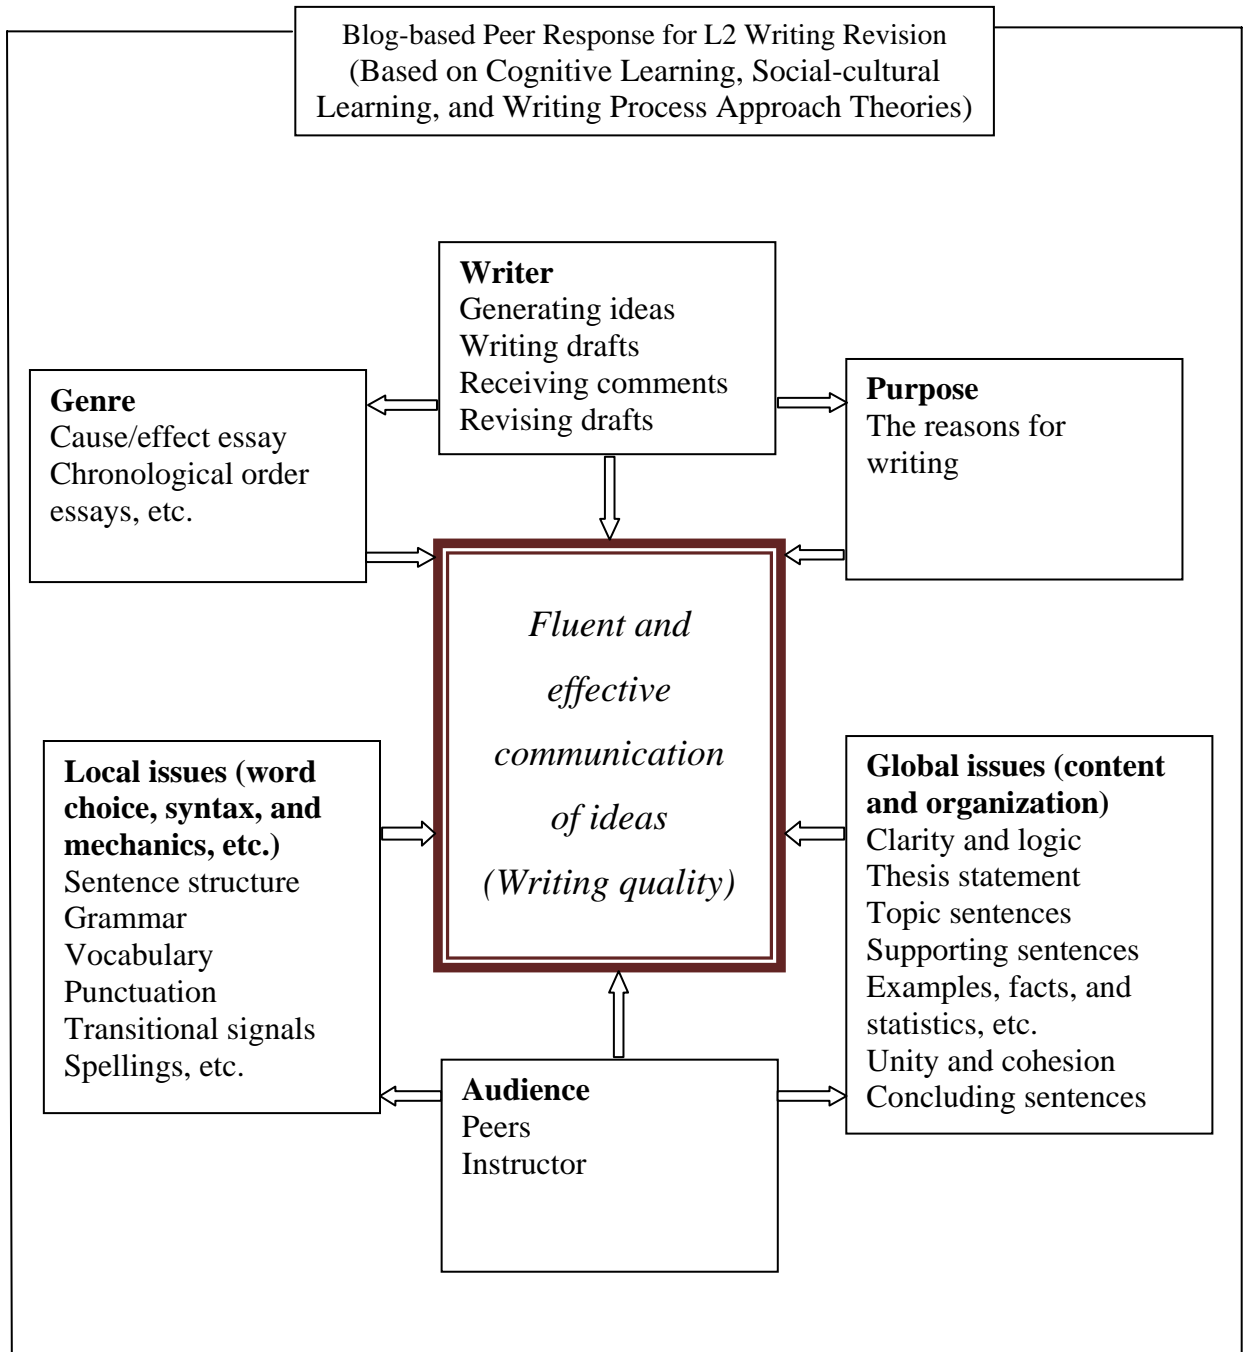 Blog-based Peer Response for L2 Writing Revision
(Based on Cognitive Learning, Social-cultural
Learning, and Writing Process Approach Theories)
Writer
Generating ideas
Writing drafts
Receiving comments
Revising drafts
Genre
Cause/effect essay
Chronological order
essays, etc.
Purpose
The reasons for
writing
Fluent and
effective
communication
of ideas
(Writing quality)
Local issues (word
choice, syntax, and
mechanics, etc.)
Sentence structure
Grammar
Vocabulary
Punctuation
Transitional signals
Spellings, etc.
Global issues (content
and organization)
Clarity and logic
Thesis statement
Topic sentences
Supporting sentences
Examples, facts, and
statistics, etc.
Unity and cohesion
Concluding sentences
Audience
Peers
Instructor